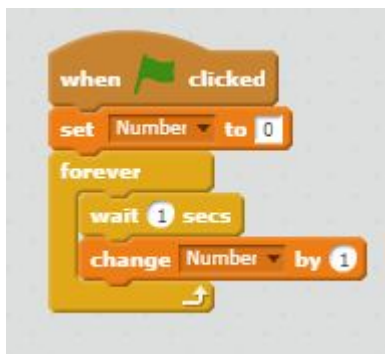 when clicked
set Number to 0
forever
wait 1 secs
change Number by 1